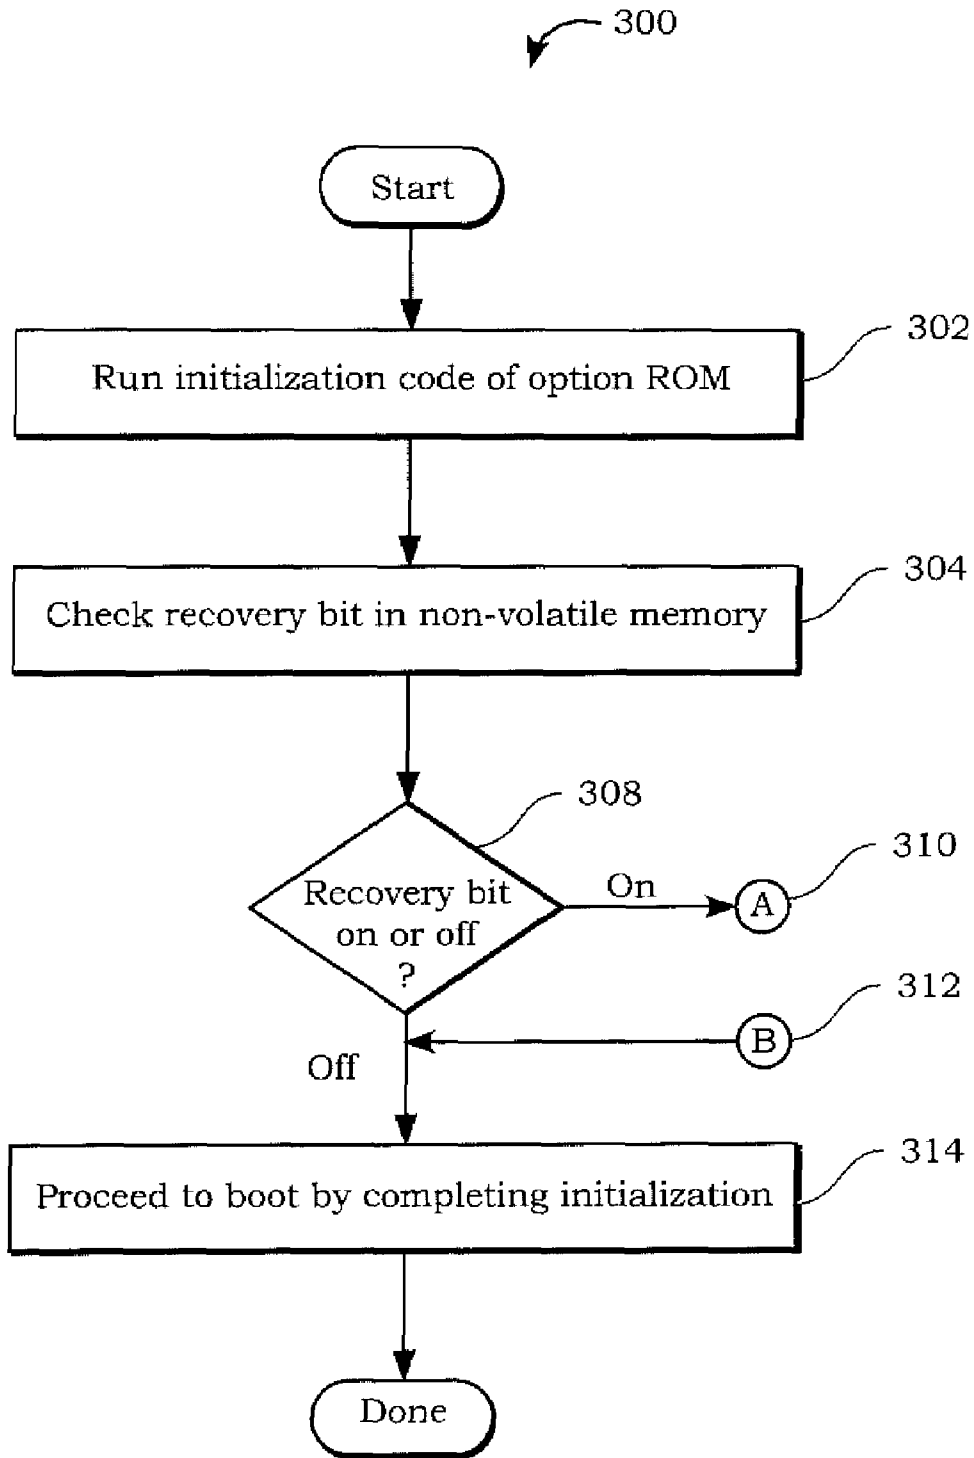 300
Start
302
Run initialization code of option ROM
304
Check recovery bit in non-volatile memory
308
Recovery bit
on or off
?
On
310
A
312
B
Off
314
Proceed to boot by completing initialization
Done